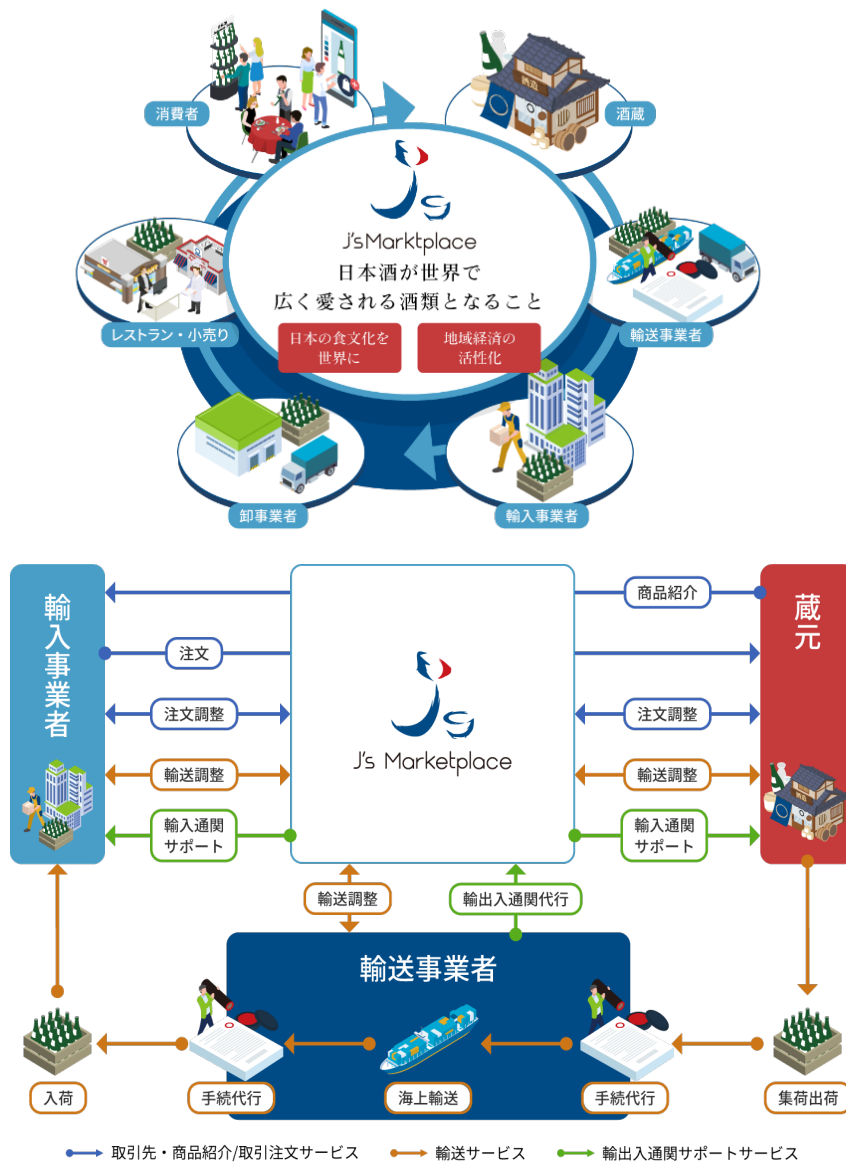 消費者
酒蔵
J's Marktplace
日本酒が世界で
広く愛される酒類となること
日本の食文化を
世界に
地域経済の
活性化
レストラン・小売り
輸送事業者
卸事業者
輸入事業者
輸入事業者
商品紹介
蔵元
注文
注文調整
注文調整
J's Marketplace
輸送調整
輸送調整
輸入通関
サポート
輸入通関
サポート
輸送調整
輸出入通関代行
輸送事業者
入荷
手続代行
海上輸送
手続代行
集荷出荷
取引先・商品紹介/取引注文サービス
輸送サービス
輸出入通関サポートサービス